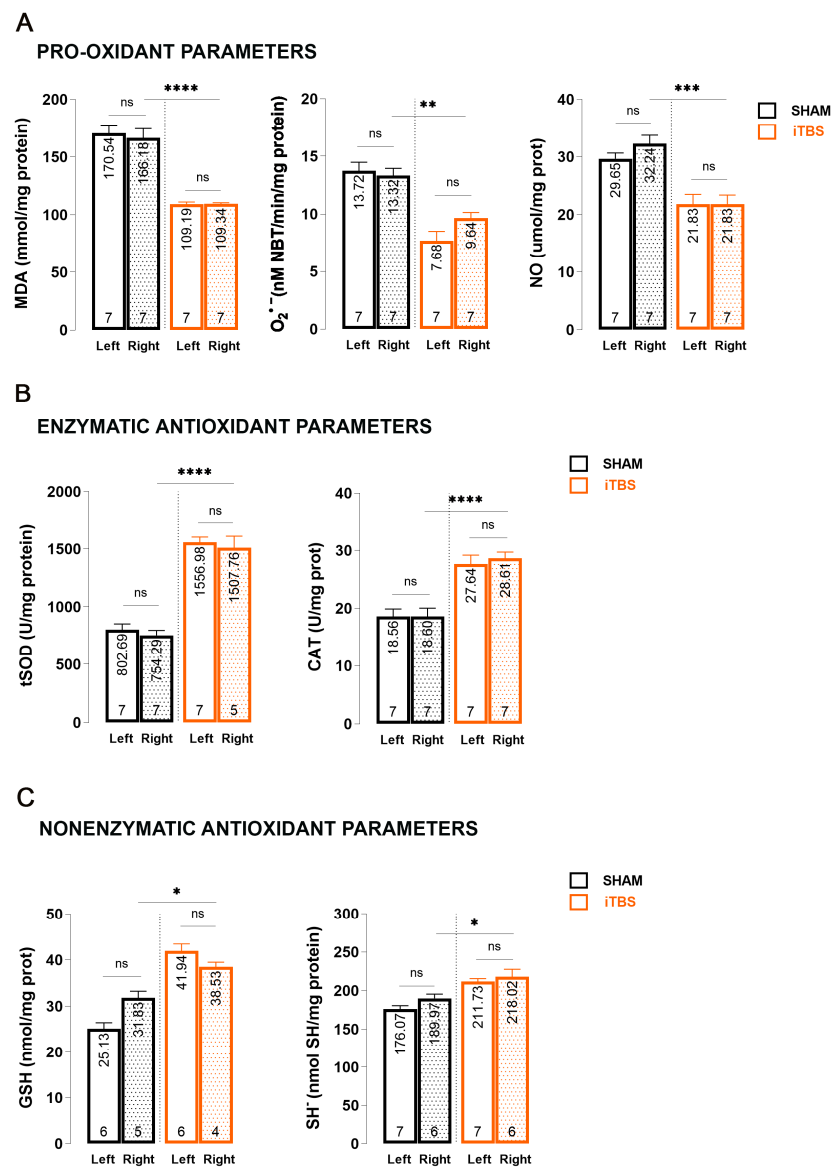 A
PRO-OXIDANT PARAMETERS
MDA (mmol/mg protein)
200
150
100
50
0
ns
****
ns
170.54
166.18
109.19
109.34
7
7
7
7
Left
Right
Left
Right
O₂•⁻ (nM NBT/min/mg protein)
20
15
10
5
0
ns
**
ns
13.72
13.32
7.68
9.64
7
7
7
7
Left
Right
Left
Right
NO (umol/mg prot)
40
30
20
10
0
ns
***
ns
29.65
32.24
21.83
21.83
7
7
7
7
Left
Right
Left
Right
SHAM
iTBS
B
ENZYMATIC ANTIOXIDANT PARAMETERS
tSOD (U/mg protein)
2000
1500
1000
500
0
ns
****
ns
802.69
754.29
1556.98
1507.76
7
7
7
5
Left
Right
Left
Right
CAT (U/mg prot)
40
30
20
10
0
ns
****
ns
18.56
18.60
27.64
28.61
7
7
7
7
Left
Right
Left
Right
SHAM
iTBS
C
NONENZYMATIC ANTIOXIDANT PARAMETERS
GSH (nmol/mg prot)
50
40
30
20
10
0
ns
*
ns
25.13
31.83
41.94
38.53
6
5
6
4
Left
Right
Left
Right
SH⁻ (nmol SH/mg protein)
300
250
200
150
100
50
0
ns
*
ns
176.07
189.97
211.73
218.02
7
6
7
6
Left
Right
Left
Right
SHAM
iTBS